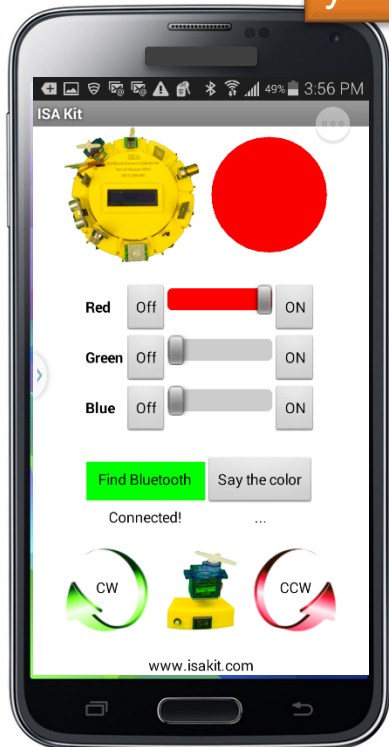 y
49% 3:56 PM
ISA Kit
ISA
Red Off ON
Green Off ON
Blue Off ON
Find Bluetooth Say the color
Connected! ...
CW CCW
www.isakit.com